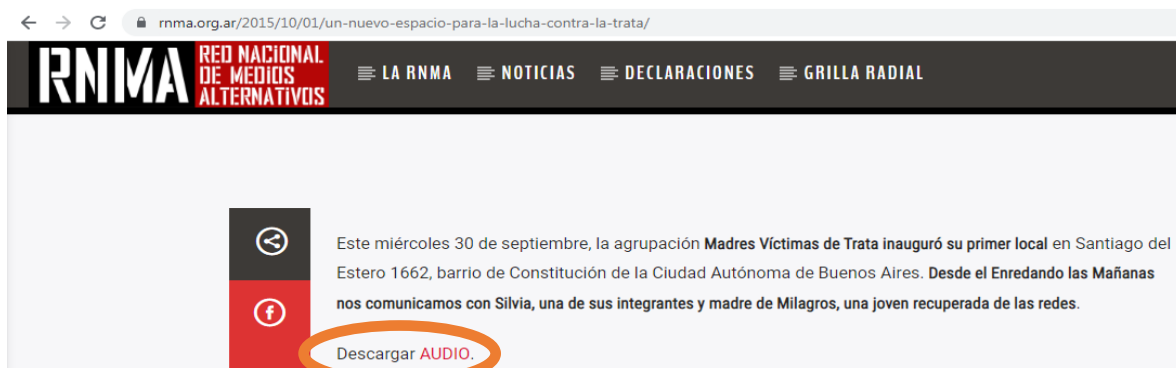 rnma.org.ar/2015/10/01/un-nuevo-espacio-para-la-lucha-contra-la-trata/
RNMA RED NACIONAL
DE MEDIOS
ALTERNATIVOS
LA RNMA NOTICIAS DECLARACIONES GRILLA RADIAL
Este miércoles 30 de septiembre, la agrupación Madres Víctimas de Trata inauguró su primer local en Santiago del
Estero 1662, barrio de Constitución de la Ciudad Autónoma de Buenos Aires. Desde el Enredando las Mañanas
nos comunicamos con Silvia, una de sus integrantes y madre de Milagros, una joven recuperada de las redes.
Descargar AUDIO.